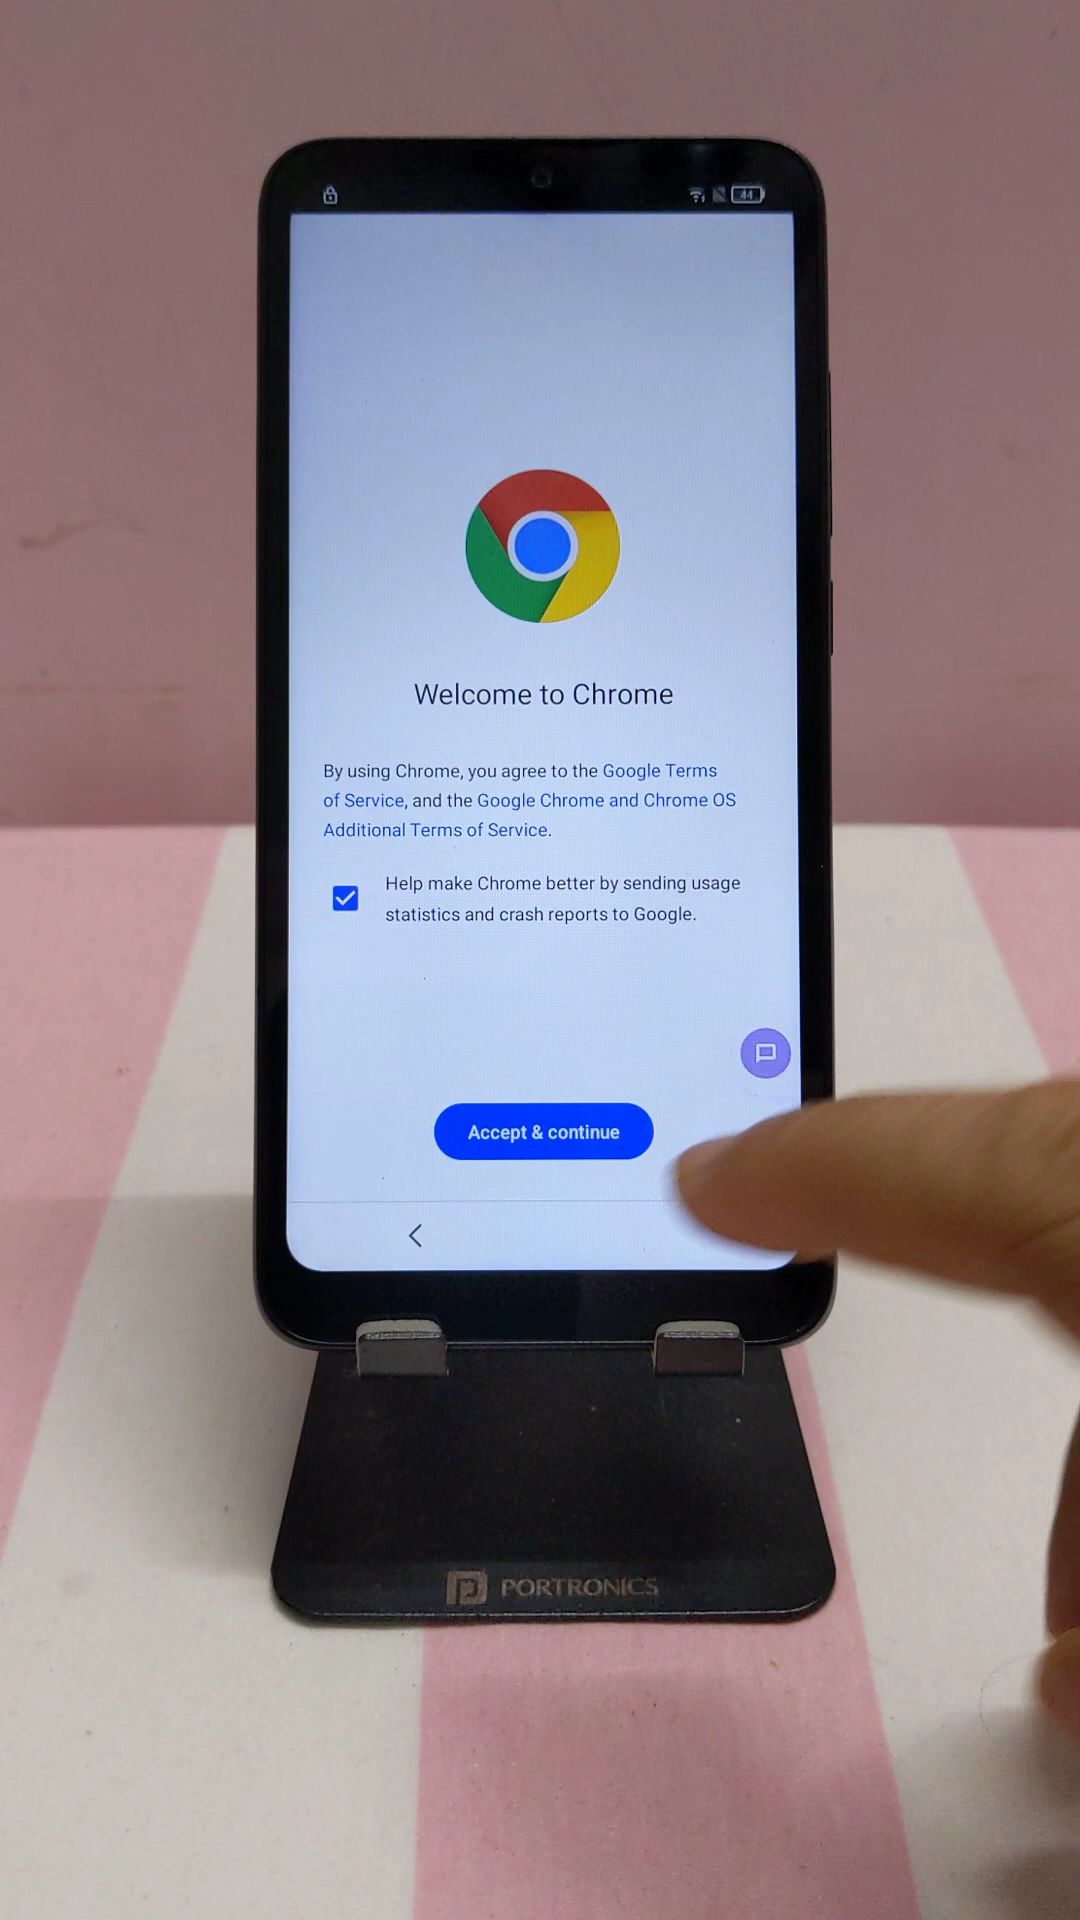 44
Welcome to Chrome
By using Chrome, you agree to the Google Terms
of Service, and the Google Chrome and Chrome OS
Additional Terms of Service.
Help make Chrome better by sending usage
statistics and crash reports to Google.
Accept & continue
PORTRONICS